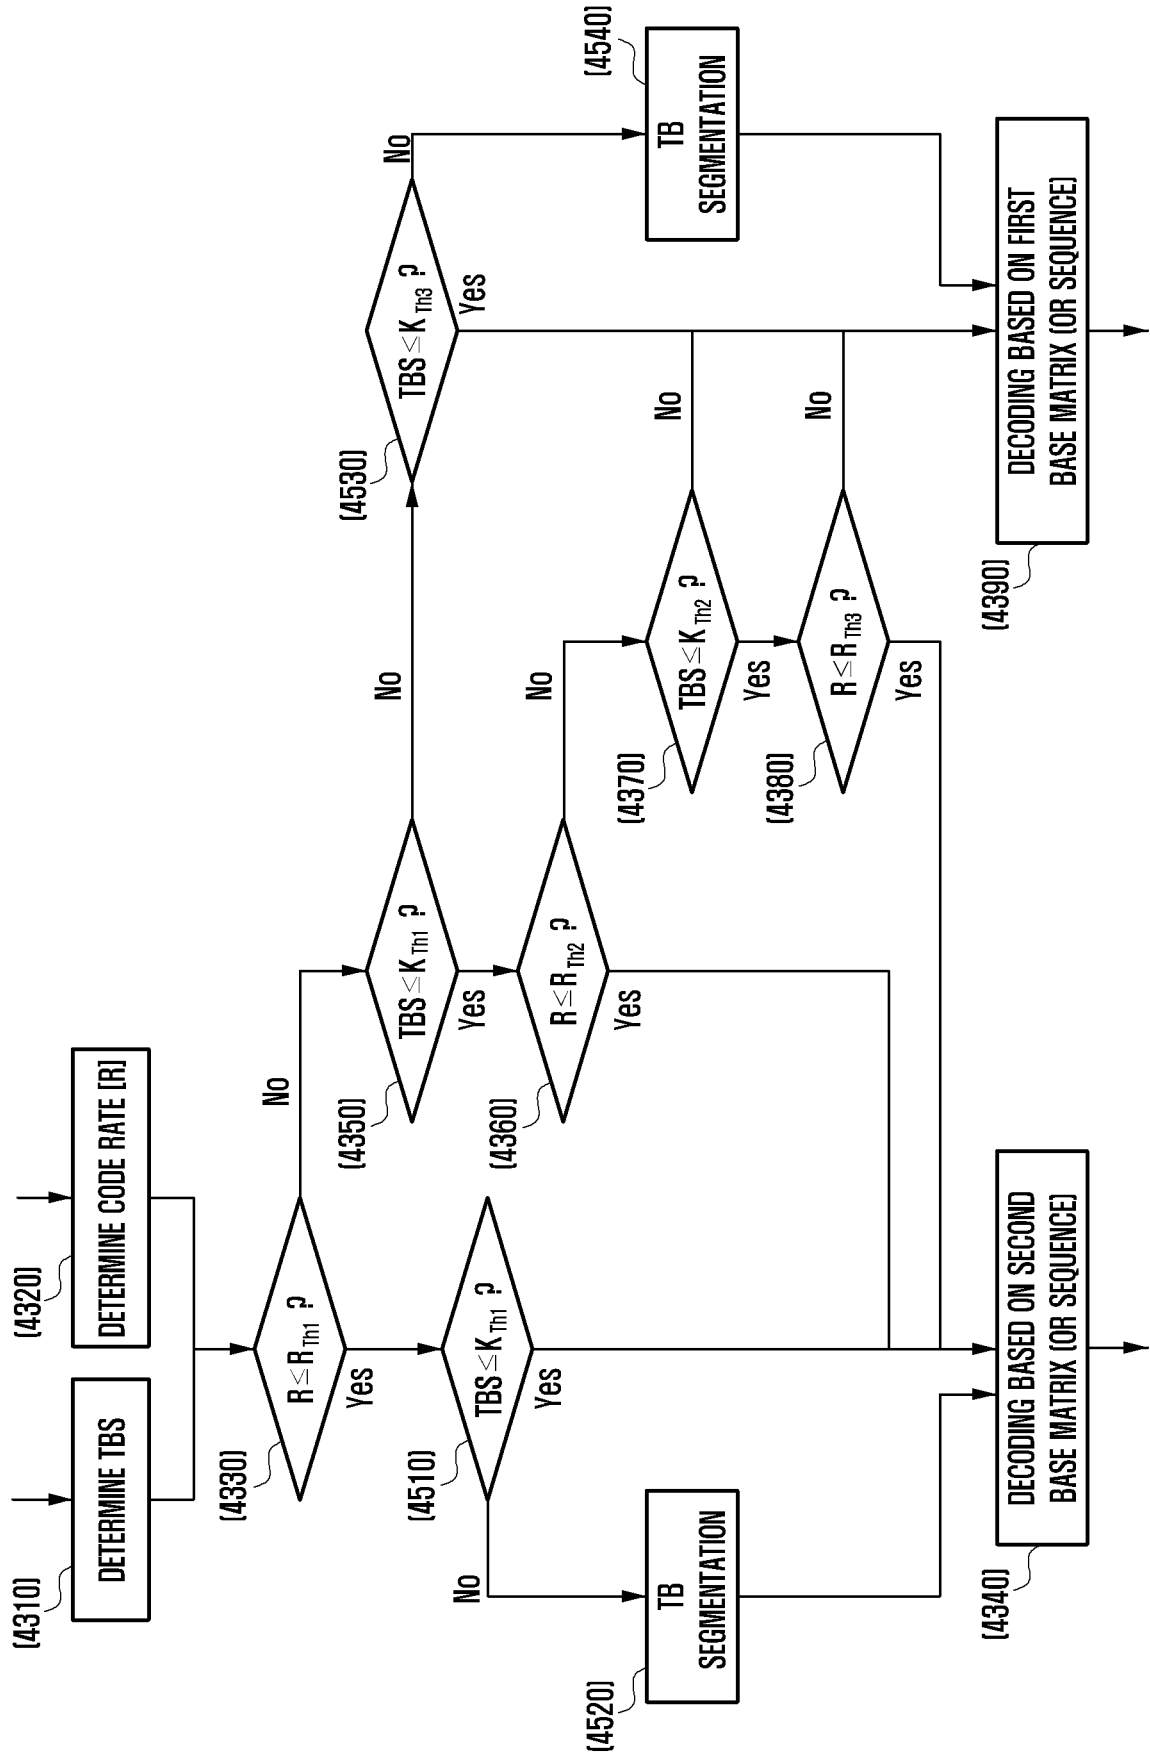 (4310)
DETERMINE TBS
(4320)
DETERMINE CODE RATE [R]
(4330)
R≤R_Th1 ?
Yes
No
(4510)
TBS≤K_Th1 ?
Yes
No
(4520)
TB
SEGMENTATION
(4350)
TBS≤K_Th1 ?
Yes
No
(4360)
R≤R_Th2 ?
Yes
No
(4530)
TBS≤K_Th3 ?
Yes
No
(4370)
TBS≤K_Th2 ?
Yes
No
(4380)
R≤R_Th3 ?
Yes
No
(4540)
TB
SEGMENTATION
(4340)
DECODING BASED ON SECOND
BASE MATRIX (OR SEQUENCE)
(4390)
DECODING BASED ON FIRST
BASE MATRIX (OR SEQUENCE)